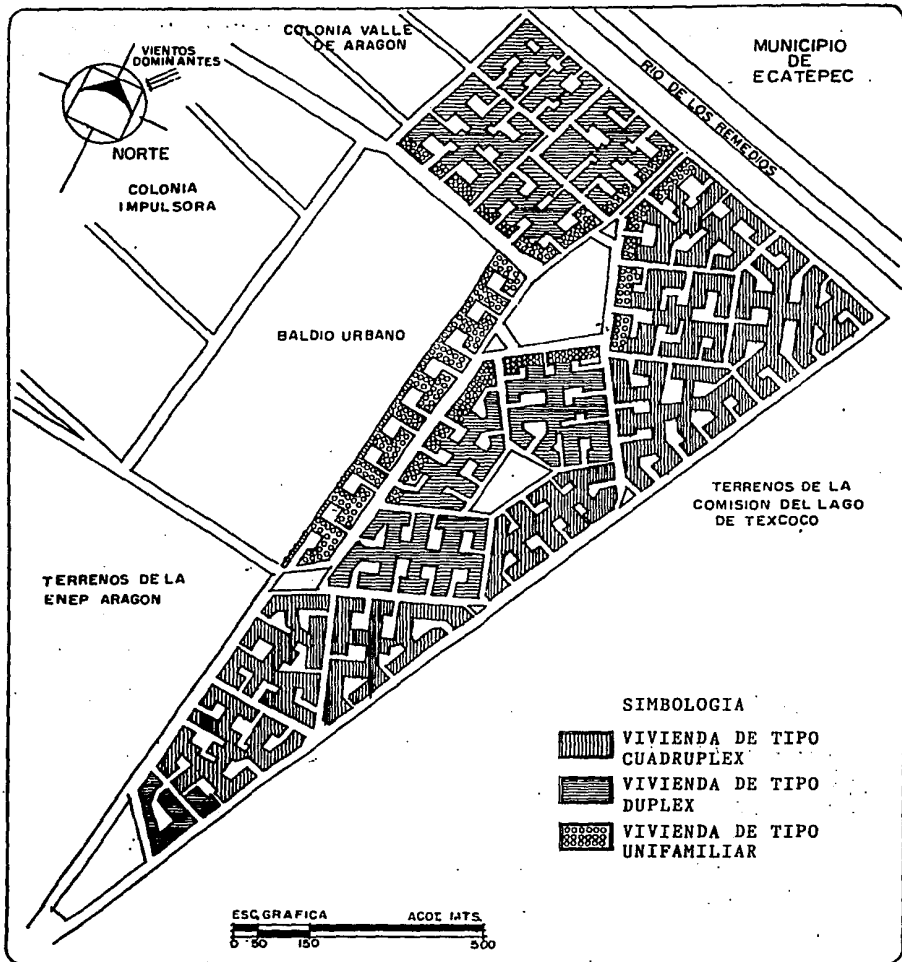 COLONIA VALLE
DE ARAGON
MUNICIPIO
DE
ECATEPEC
VIENTOS
DOMINANTES
RIO DE LOS REMEDIOS
NORTE
COLONIA
IMPULSORA
BALDIO URBANO
TERRENOS DE LA
COMISION DEL LAGO
DE TEXCOCO
TERRENOS DE LA
ENEP ARAGON
SIMBOLOGIA
VIVIENDA DE TIPO
CUADRUPLEX
VIVIENDA DE TIPO
DUPLEX
VIVIENDA DE TIPO
UNIFAMILIAR
ESC, GRAFICA
ACOT, MTS.
0 50 150 500